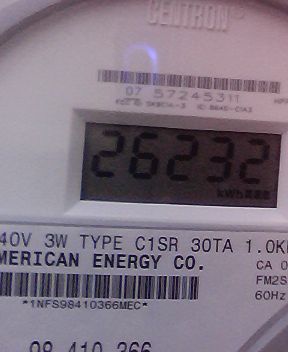 CENTRON
07 57245311
26232
kWh
40V 3W TYPE C1SR 30TA 1.0K
MERICAN ENERGY CO.
CA 0
FM2S
60Hz
*1NFS98410366MEC*
98 410 366